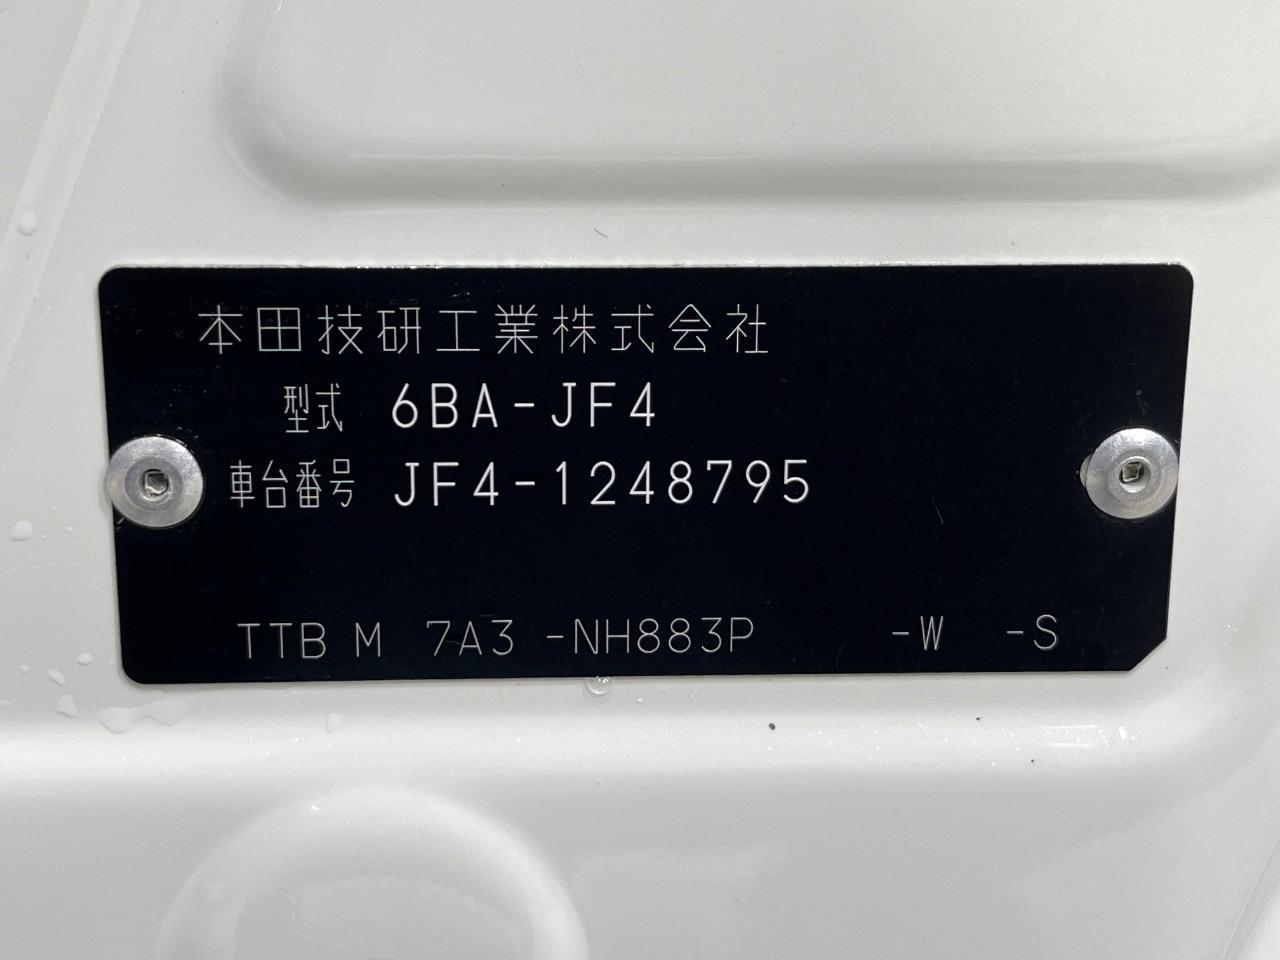 本田技研工業株式会社
型式 6BA-JF4
車台番号 JF4-1248795
TTB M 7A3 -NH883P -W -S